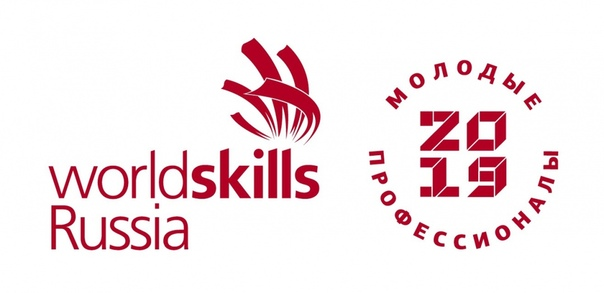 worldskills
Russia
МОЛОДЫЕ
20
19
ПРОФЕССИОНАЛЫ